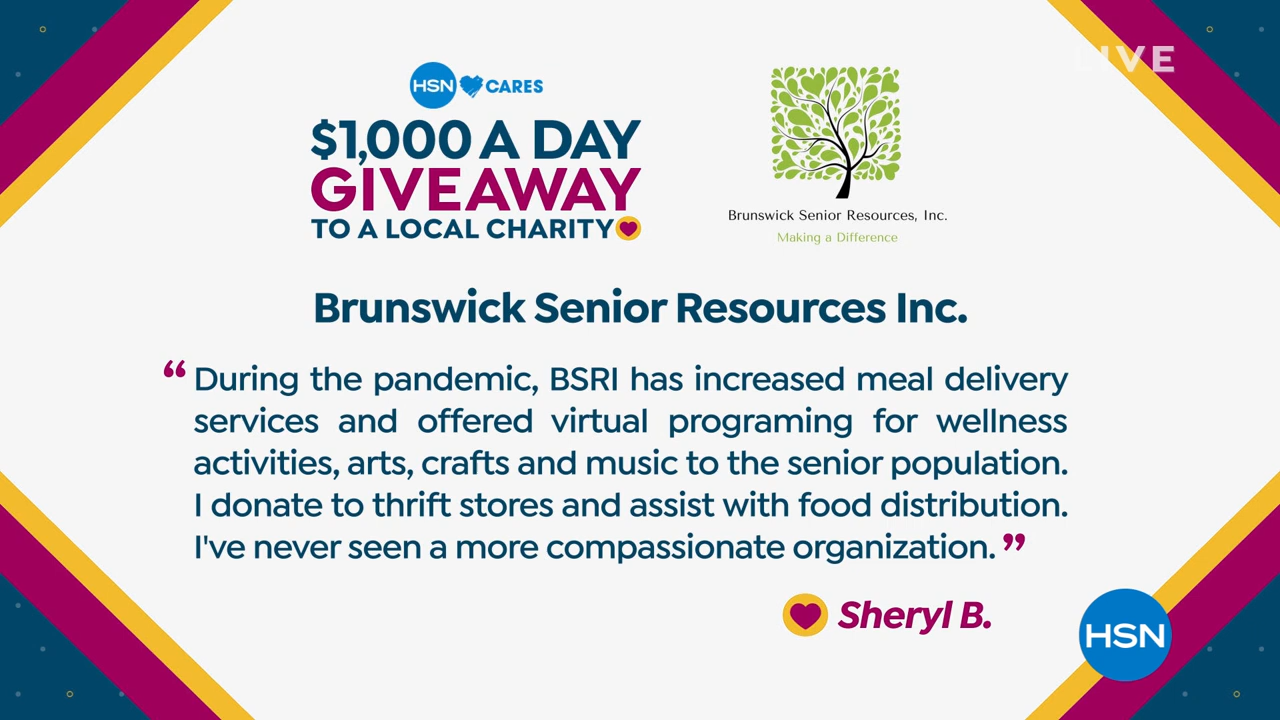 LIVE
HSN CARES
$1,000 A DAY
GIVEAWAY
TO A LOCAL CHARITY
Brunswick Senior Resources, Inc.
Making a Difference
Brunswick Senior Resources Inc.
“During the pandemic, BSRI has increased meal delivery
services and offered virtual programing for wellness
activities, arts, crafts and music to the senior population.
I donate to thrift stores and assist with food distribution.
I've never seen a more compassionate organization.”
Sheryl B.
HSN